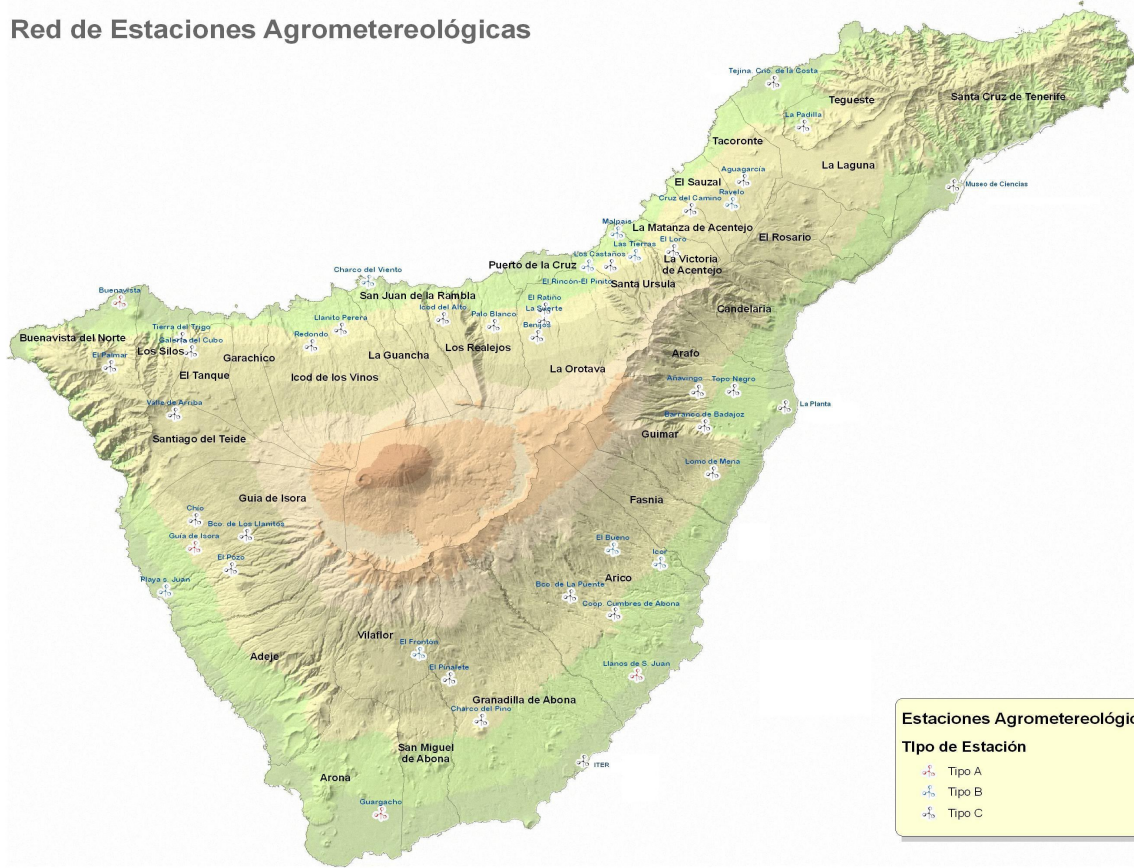 Red de Estaciones Agrometereológicas
Tejina. Crio. de la Costa
Tegueste
Santa Cruz de Tenerife
La Padilla
Tacoronte
La Laguna
Aguagarcía
El Sauzal
Museo de Ciencias
Ravelo
Cruz del Camino
Malpaís
La Matanza de Acentejo
El Rosario
El Loro
Las Tierras
Los Castaños
La Victoria
de Acentejo
Puerto de la Cruz
Charco del Viento
El Rincón-El Pinito
Santa Ursula
Buenavista
San Juan de la Rambla
El Ratiño
Icod del Alto
La Suerte
Candelaria
Palo Blanco
Llanito Perera
Benijos
Tierra del Trigo
Redondo
Buenavista del Norte
Galería del Cubo
Los Silos
Los Realejos
El Palmar
Garachico
La Guancha
Arafo
El Tanque
Icod de los Vinos
La Orotava
Añavingo
Topo Negro
Valle de Arriba
La Planta
Barranco de Badajoz
Santiago del Teide
Guimar
Lomo de Mena
Guia de Isora
Fasnia
Chío
Bco. de Los Llanitos
Guía de Isora
El Bueno
Icor
El Pozo
Playa s. Juan
Arico
Bco. de La Puente
Coop. Cumbres de Abona
Vilaflor
El Frontón
Adeje
El Pinalete
Llanos de S. Juan
Granadilla de Abona
Charco del Pino
San Miguel
de Abona
ITER
Arona
Guargacho
Estaciones Agrometereológic
TIpo de Estación
Tipo A
Tipo B
Tipo C